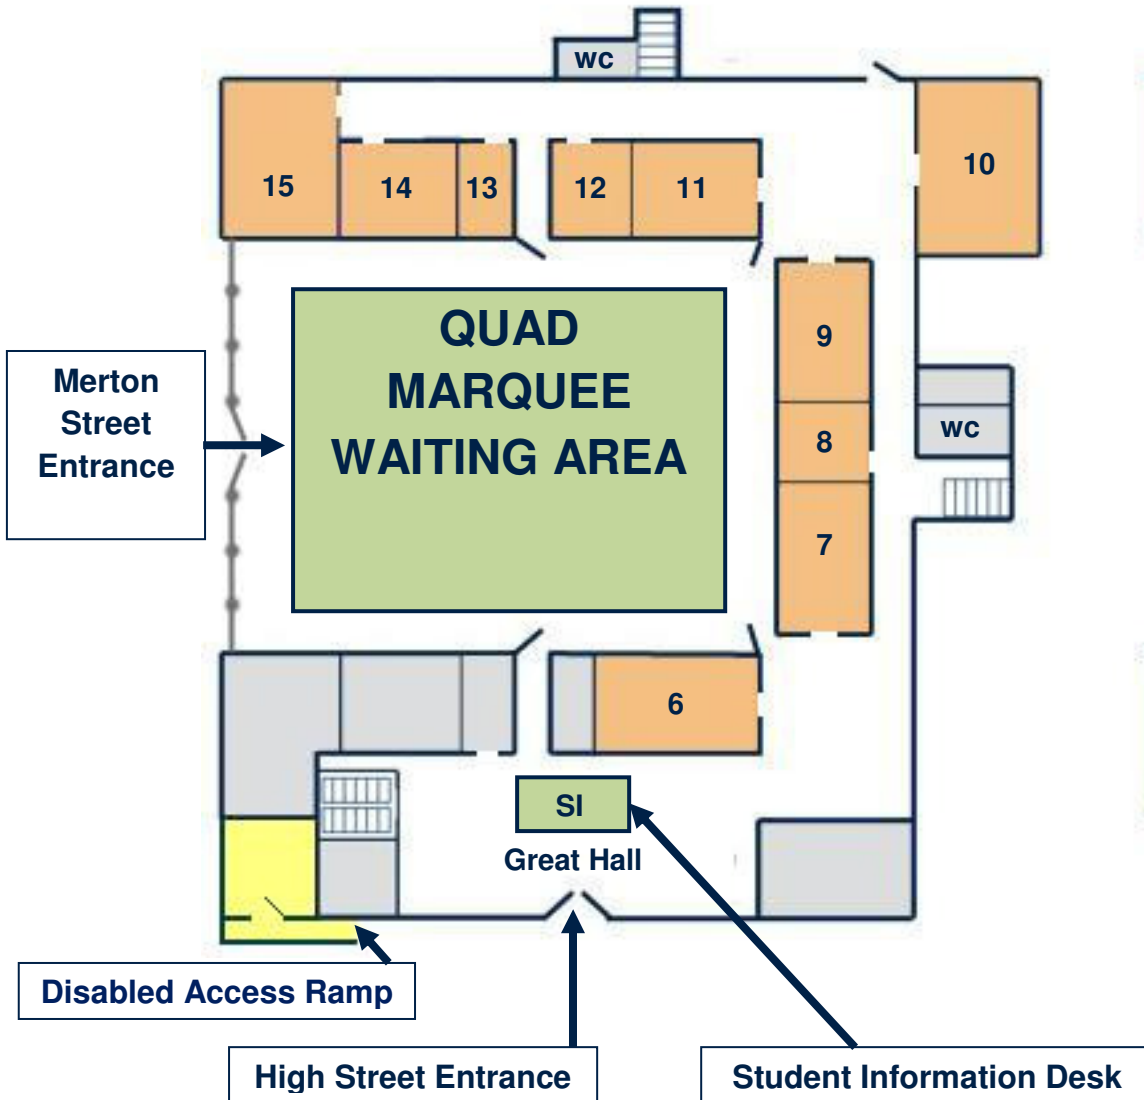 WC
15
14
13
12
11
10
QUAD
MARQUEE
WAITING AREA
9
8
7
Merton
Street
Entrance
WC
6
SI
Great Hall
Disabled Access Ramp
High Street Entrance
Student Information Desk